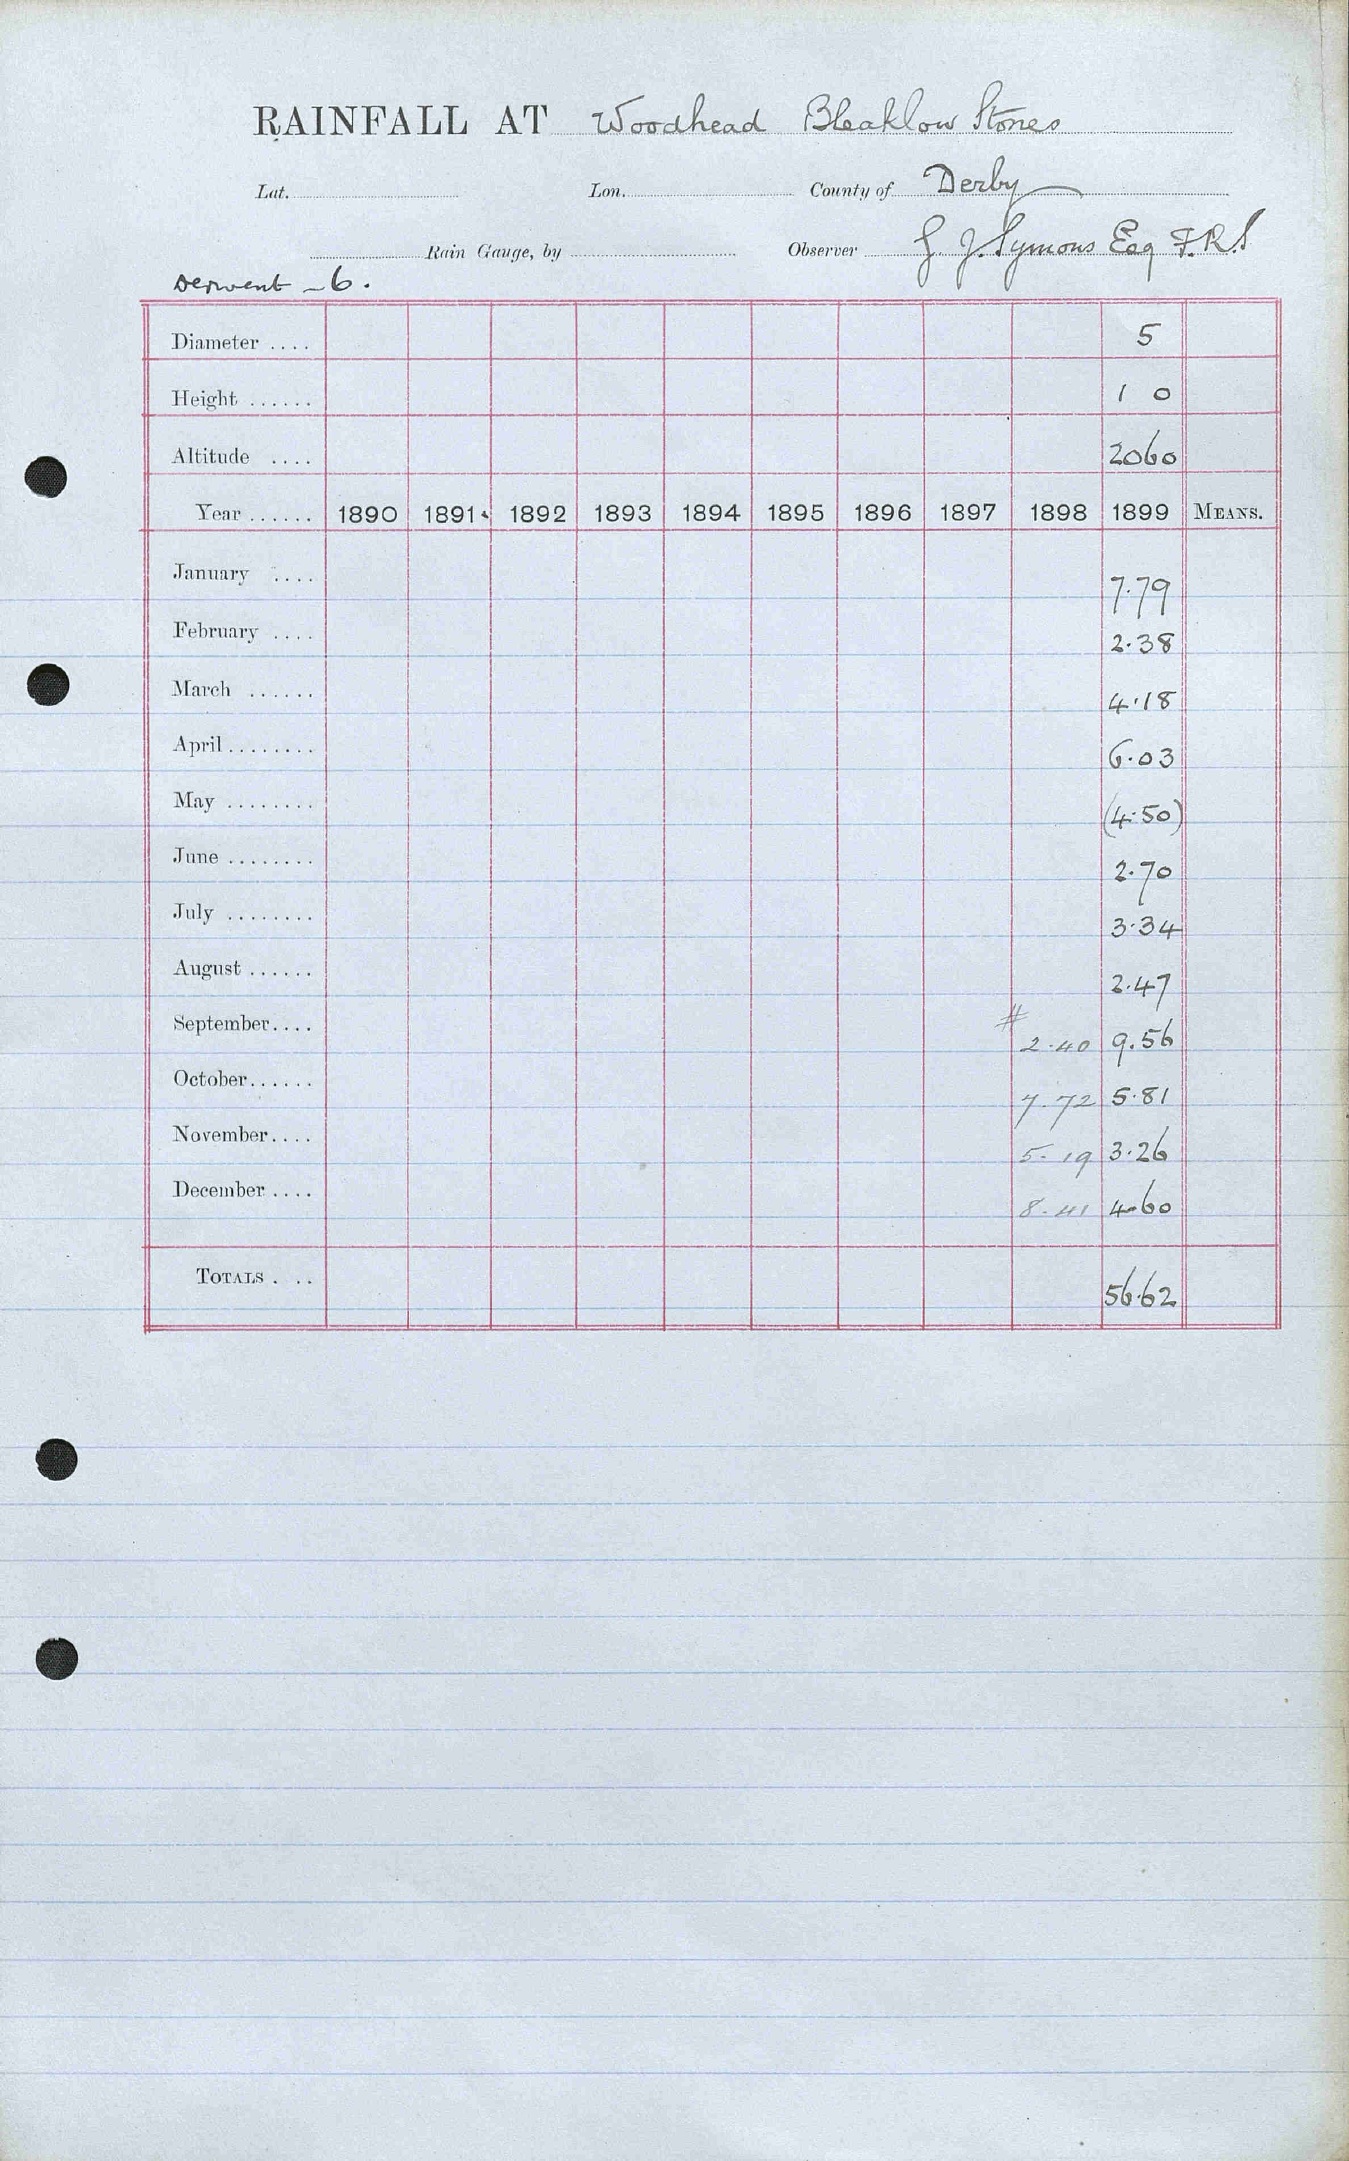 RAINFALL AT Woodhead Bleaklow Stones
Lat. Lon. County of Derby
Rain Gauge, by Observer G. J. Symons Esq F.R.S
Derwent - 6.
Diameter .... 5
Height ...... 1 0
Altitude .... 2060
Year ...... 1890 1891 1892 1893 1894 1895 1896 1897 1898 1899 MEANS.
January .... 7.79
February .... 2.38
March ...... 4.18
April ........ 6.03
May ........ (4.50)
June ........ 2.70
July ........ 3.34
August ...... 2.47
#
September.... 2.40 9.56
October...... 7.72 5.81
November.... 5.19 3.26
December .... 8.41 4.60
TOTALS . .. 56.62